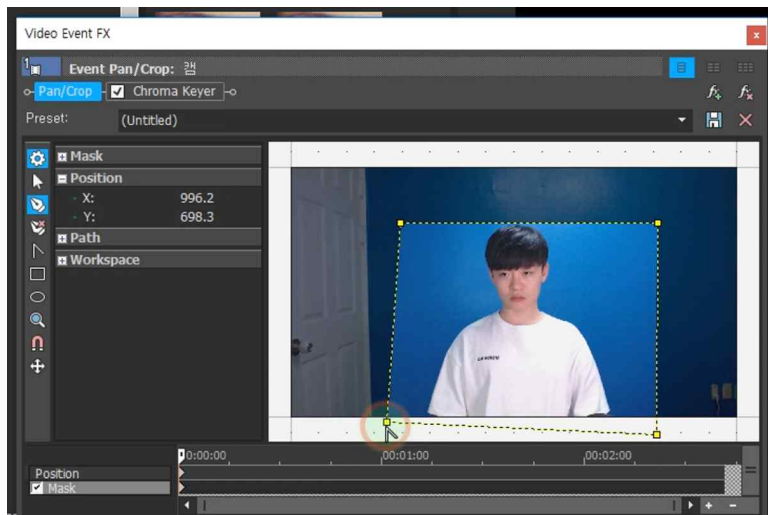 Video Event FX
x
1 Event Pan/Crop: 캠
Pan/Crop Chroma Keyer
Preset: (Untitled)
Mask
Position
X: 996.2
Y: 698.3
Path
Workspace
0:00:00 00:01:00 00:02:00
Position
Mask